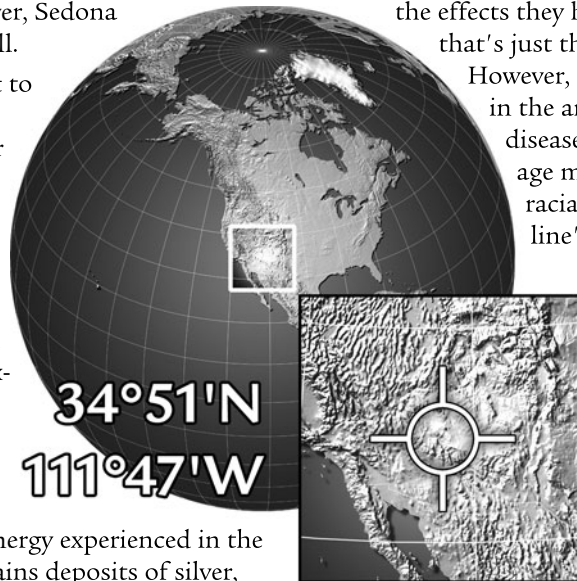 er, Sedona
ll.
to
r
34°51'N
111°47'W
nergy experienced in the
ains deposits of silver,
the effects they h
that's just th
However,
in the ar
disease
age m
racia
line'